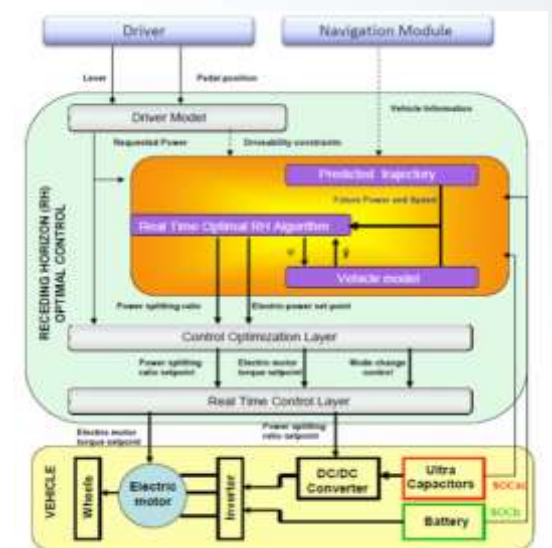 Driver
Navigation Module
Lever
Pedal position
Vehicle Information
Driver Model
Requested Power
Driveability constraints
Predicted trajectory
Future Power and Speed
Real Time Optimal RH Algorithm
Vehicle model
RECEDING HORIZON (RH)
OPTIMAL CONTROL
Power splitting ratio
Electric power set point
Control Optimization Layer
Power splitting
ratio setpoint
Electric motor
torque setpoint
Mode change
control
Real Time Control Layer
Electric motor
torque setpoint
Power splitting
ratio setpoint
VEHICLE
Wheels
Electric
motor
Inverter
DC/DC
Converter
Ultra
Capacitors
Battery